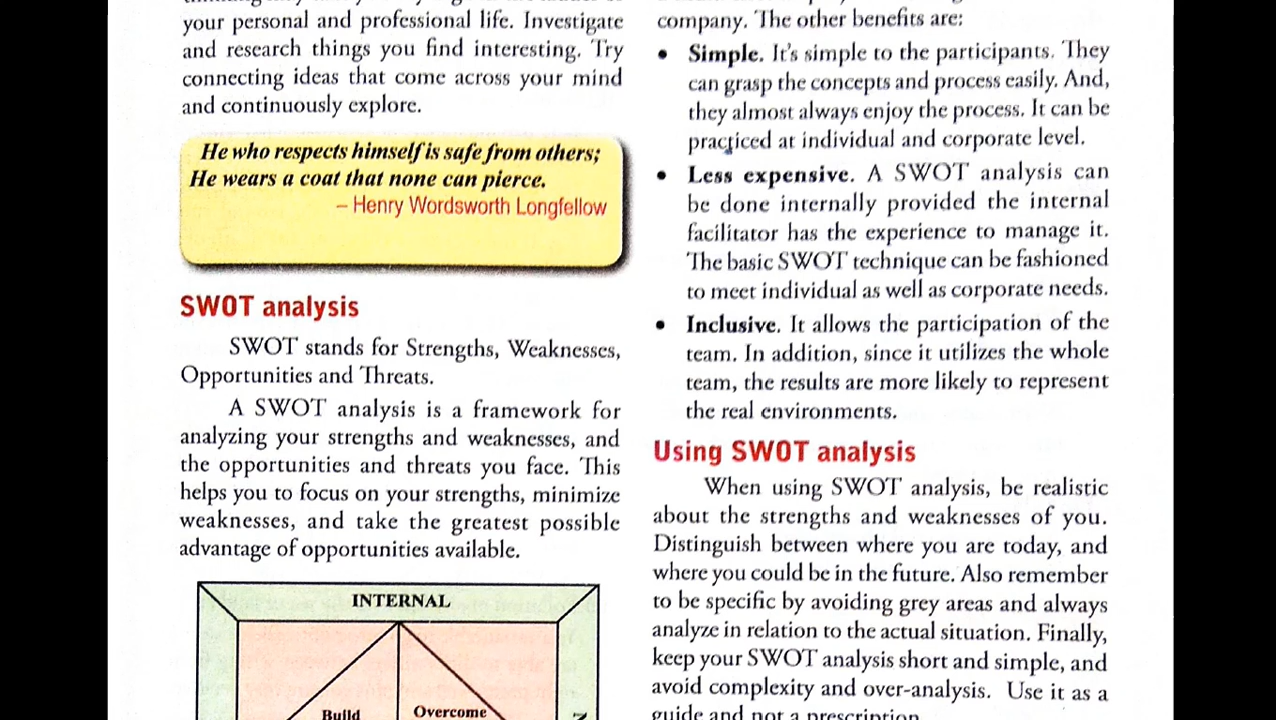 your personal and professional life. Investigate
and research things you find interesting. Try
connecting ideas that come across your mind
and continuously explore.
He who respects himself is safe from others;
He wears a coat that none can pierce.
– Henry Wordsworth Longfellow
SWOT analysis
SWOT stands for Strengths, Weaknesses,
Opportunities and Threats.
A SWOT analysis is a framework for
analyzing your strengths and weaknesses, and
the opportunities and threats you face. This
helps you to focus on your strengths, minimize
weaknesses, and take the greatest possible
advantage of opportunities available.
INTERNAL
Build
Overcome
company. The other benefits are:
• Simple. It's simple to the participants. They
can grasp the concepts and process easily. And,
they almost always enjoy the process. It can be
practiced at individual and corporate level.
• Less expensive. A SWOT analysis can
be done internally provided the internal
facilitator has the experience to manage it.
The basic SWOT technique can be fashioned
to meet individual as well as corporate needs.
• Inclusive. It allows the participation of the
team. In addition, since it utilizes the whole
team, the results are more likely to represent
the real environments.
Using SWOT analysis
When using SWOT analysis, be realistic
about the strengths and weaknesses of you.
Distinguish between where you are today, and
where you could be in the future. Also remember
to be specific by avoiding grey areas and always
analyze in relation to the actual situation. Finally,
keep your SWOT analysis short and simple, and
avoid complexity and over-analysis. Use it as a
guide and not a prescription